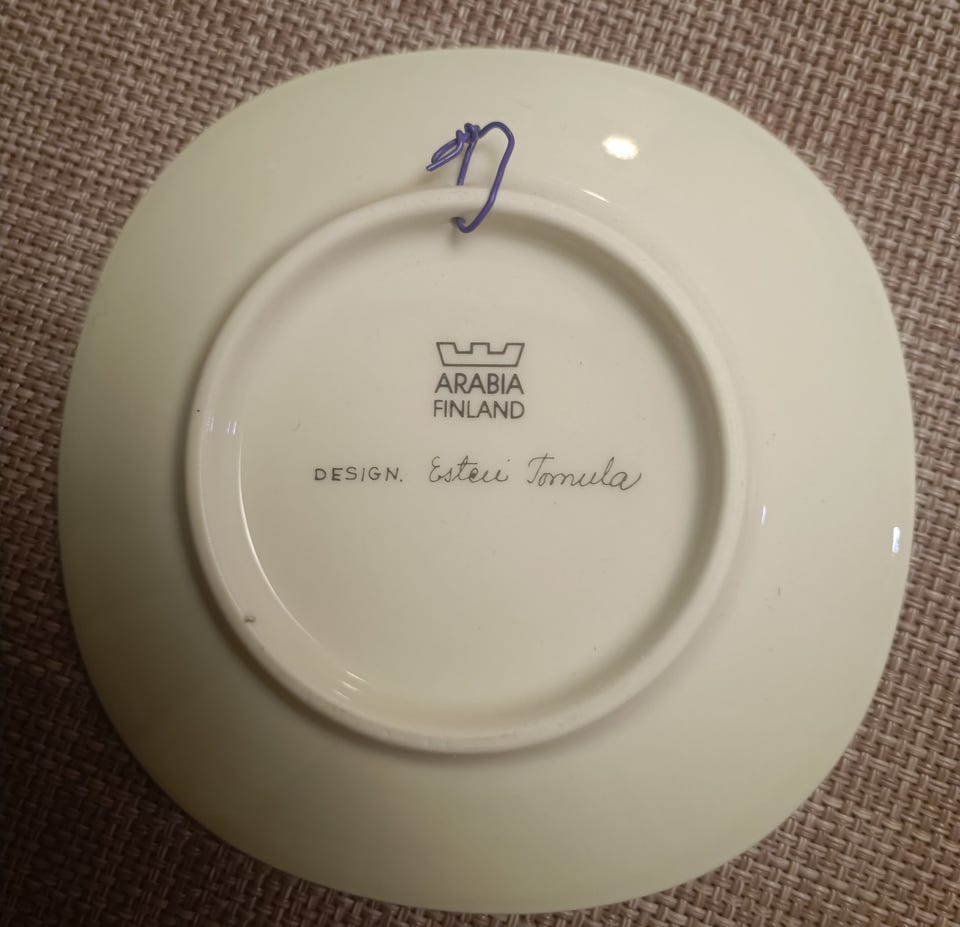 ARABIA
FINLAND
DESIGN. Esteri Tomula